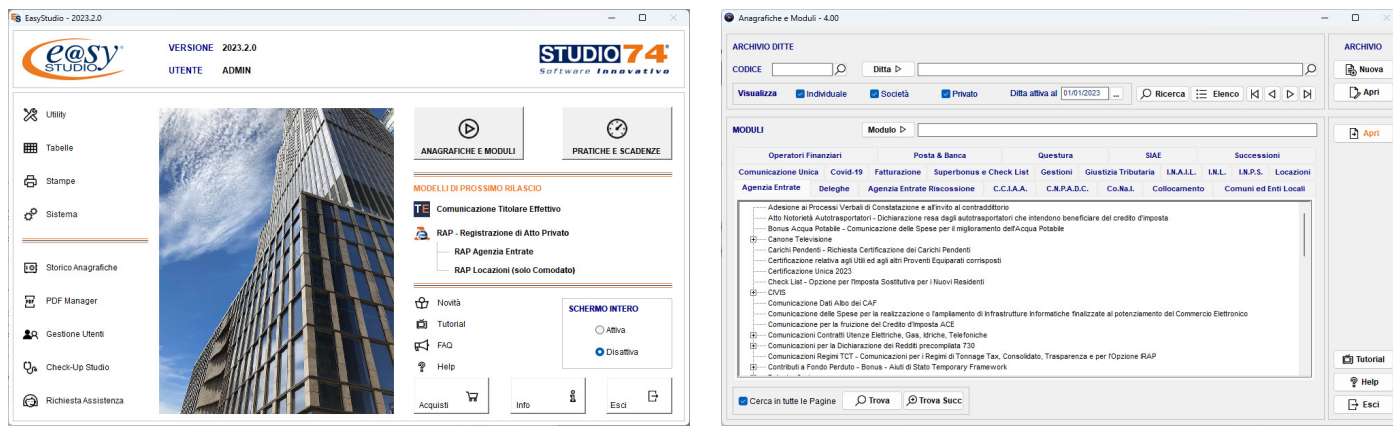 EasyStudio - 2023.2.0
e@sy
STUDIO
VERSIONE 2023.2.0
UTENTE ADMIN
STUDIO 74
Software Innovativo
Utility
Tabelle
Stampe
Sistema
Storico Anagrafiche
PDF Manager
Gestione Utenti
Check-Up Studio
Richiesta Assistenza
ANAGRAFICHE E MODULI
PRATICHE E SCADENZE
MODELLI DI PROSSIMO RILASCIO
TE Comunicazione Titolare Effettivo
RAP - Registrazione di Atto Privato
RAP Agenzia Entrate
RAP Locazioni (solo Comodato)
Novità
Tutorial
FAQ
Help
SCHERMO INTERO
Attiva
Disattiva
Acquisti
Info
Esci
Anagrafiche e Moduli - 4.00
ARCHIVIO DITTE
CODICE
Ditta
Visualizza Individuale Società Privato Ditta attiva al 01/01/2023 ... Ricerca Elenco
MODULI
Modulo
Operatori Finanziari Posta & Banca Questura SIAE Successioni
Comunicazione Unica Covid-19 Fatturazione Superbonus e Check List Gestioni Giustizia Tributaria I.N.A.I.L. I.N.L. I.N.P.S. Locazioni
Agenzia Entrate Deleghe Agenzia Entrate Riscossione C.C.I.A.A. C.N.P.A.D.C. Co.Na.I. Collocamento Comuni ed Enti Locali
Adesione ai Processi Verbali di Constatazione e all'invito al contraddittorio
Atto Notorietà Autotrasportatori - Dichiarazione resa dagli autotrasportatori che intendono beneficiare del credito d'imposta
Bonus Acqua Potabile - Comunicazione delle Spese per il miglioramento dell'Acqua Potabile
Canone Televisione
Carichi Pendenti - Richiesta Certificazione dei Carichi Pendenti
Certificazione relativa agli Utili ed agli altri Proventi Equiparati corrisposti
Certificazione Unica 2023
Check List - Opzione per l'Imposta Sostitutiva per i Nuovi Residenti
CIVIS
Comunicazione Dati Albo dei CAF
Comunicazione delle Spese per la realizzazione o l'ampliamento di Infrastrutture Informatiche finalizzate al potenziamento del Commercio Elettronico
Comunicazione per la fruizione del Credito d'Imposta ACE
Comunicazioni Contratti Utenze Elettriche, Gas, Idriche, Telefoniche
Comunicazioni per la Dichiarazione dei Redditi precompilata 730
Comunicazioni Regimi TCT - Comunicazioni per i Regimi di Tonnage Tax, Consolidato, Trasparenza e per l'Opzione IRAP
Contributi a Fondo Perduto - Bonus - Aiuti di Stato Temporary Framework
Cerca in tutte le Pagine
Trova
Trova Succ
ARCHIVIO
Nuova
Apri
Apri
Tutorial
Help
Esci